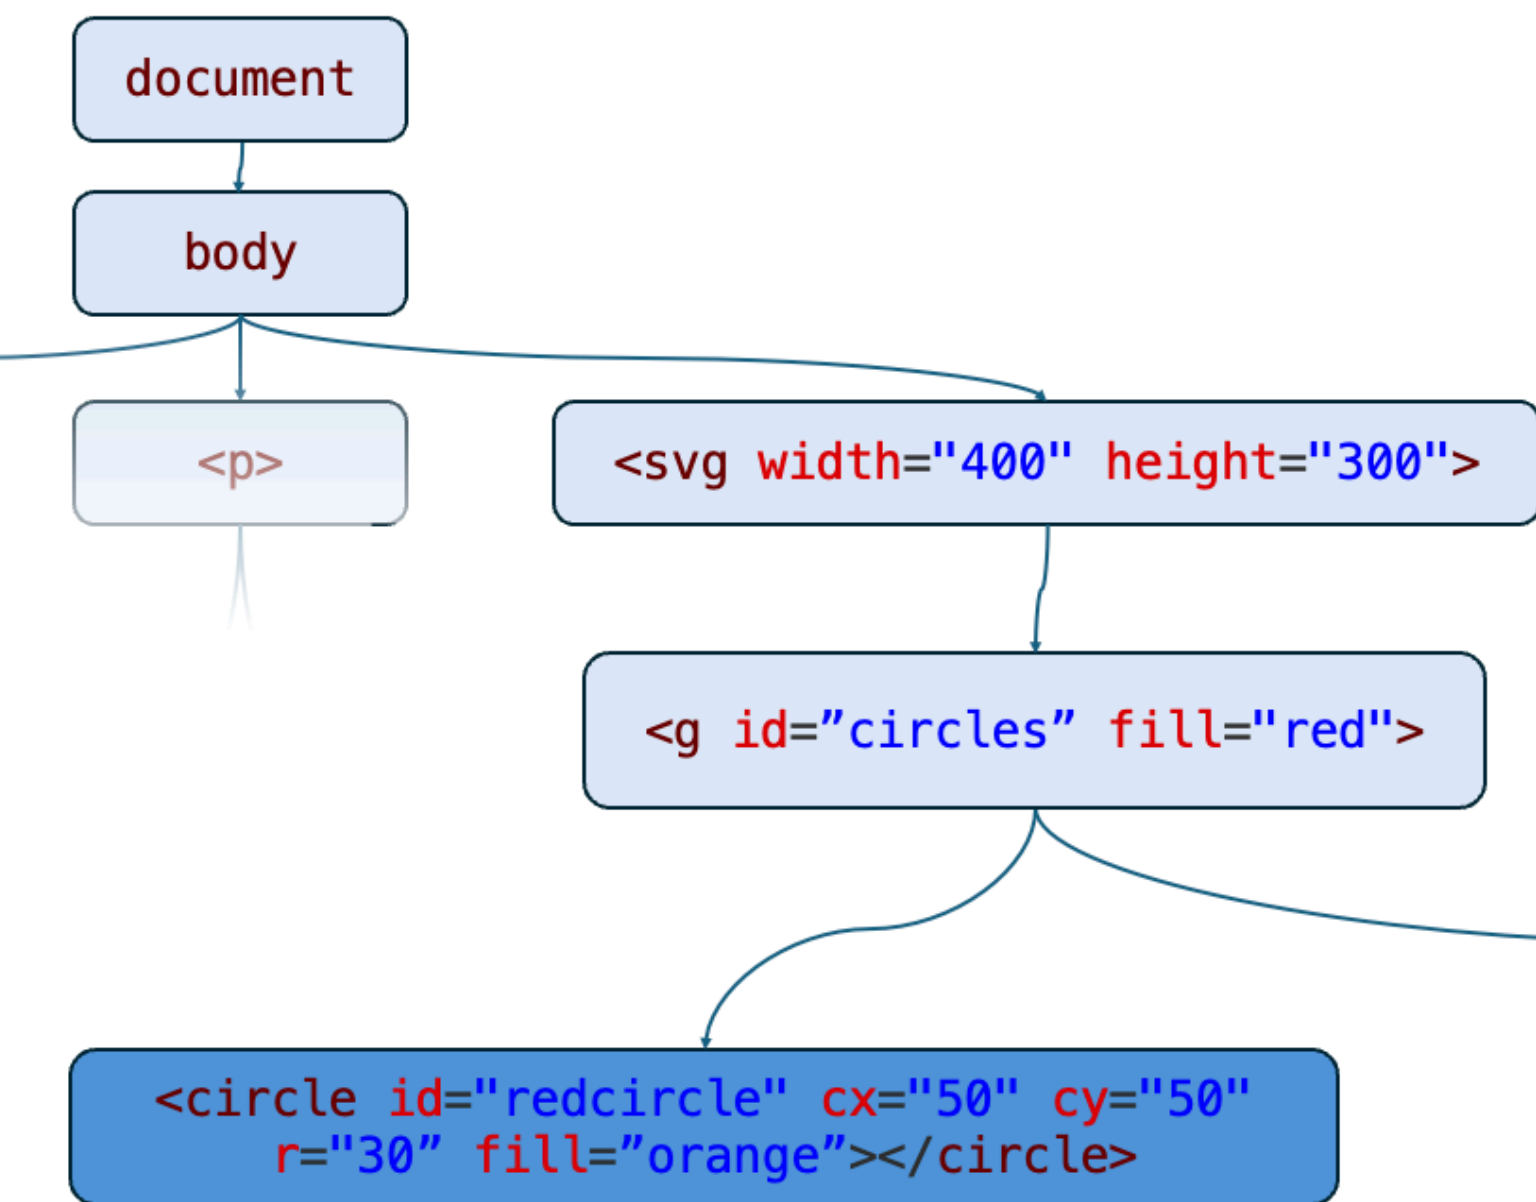 document
body
<p>
<svg width="400" height="300">
<g id=”circles” fill="red">
<circle id="redcircle" cx="50" cy="50"
r="30” fill=”orange”></circle>